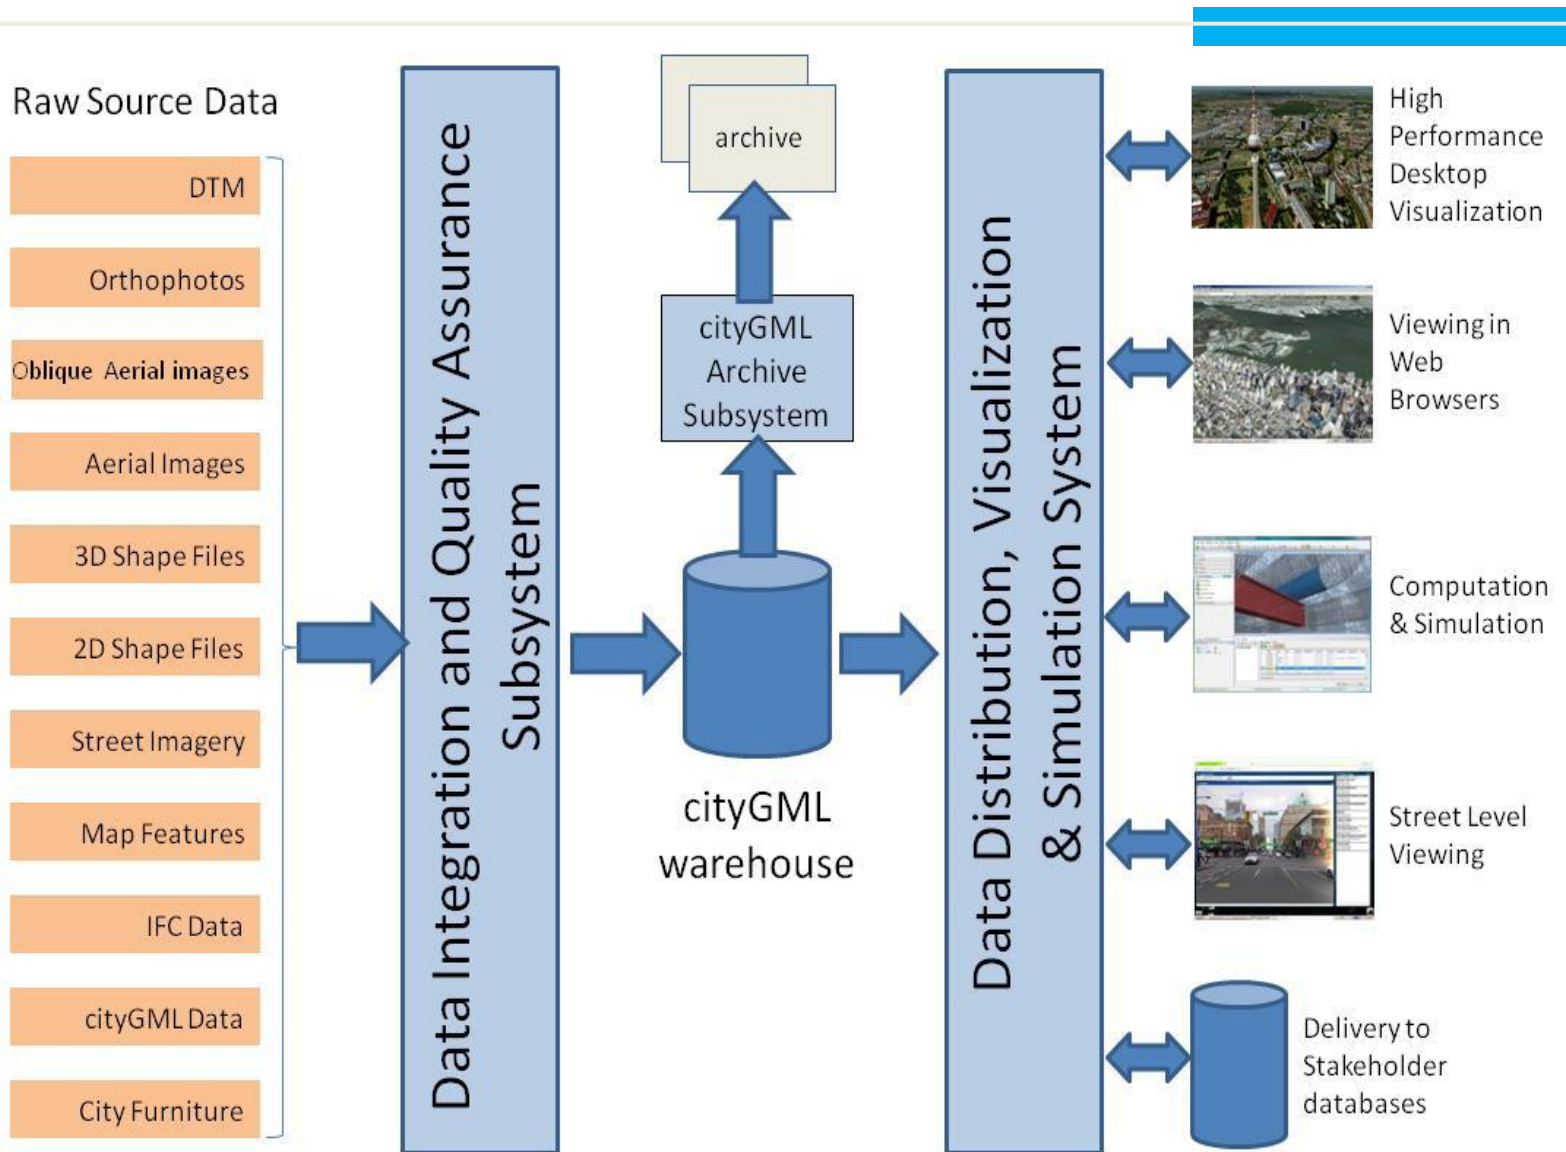 Raw Source Data
DTM
Orthophotos
Oblique Aerial images
Aerial Images
3D Shape Files
2D Shape Files
Street Imagery
Map Features
IFC Data
cityGML Data
City Furniture
Data Integration and Quality Assurance
Subsystem
archive
cityGML
Archive
Subsystem
cityGML
warehouse
Data Distribution, Visualization
& Simulation System
High
Performance
Desktop
Visualization
Viewing in
Web
Browsers
Computation
& Simulation
Street Level
Viewing
Delivery to
Stakeholder
databases